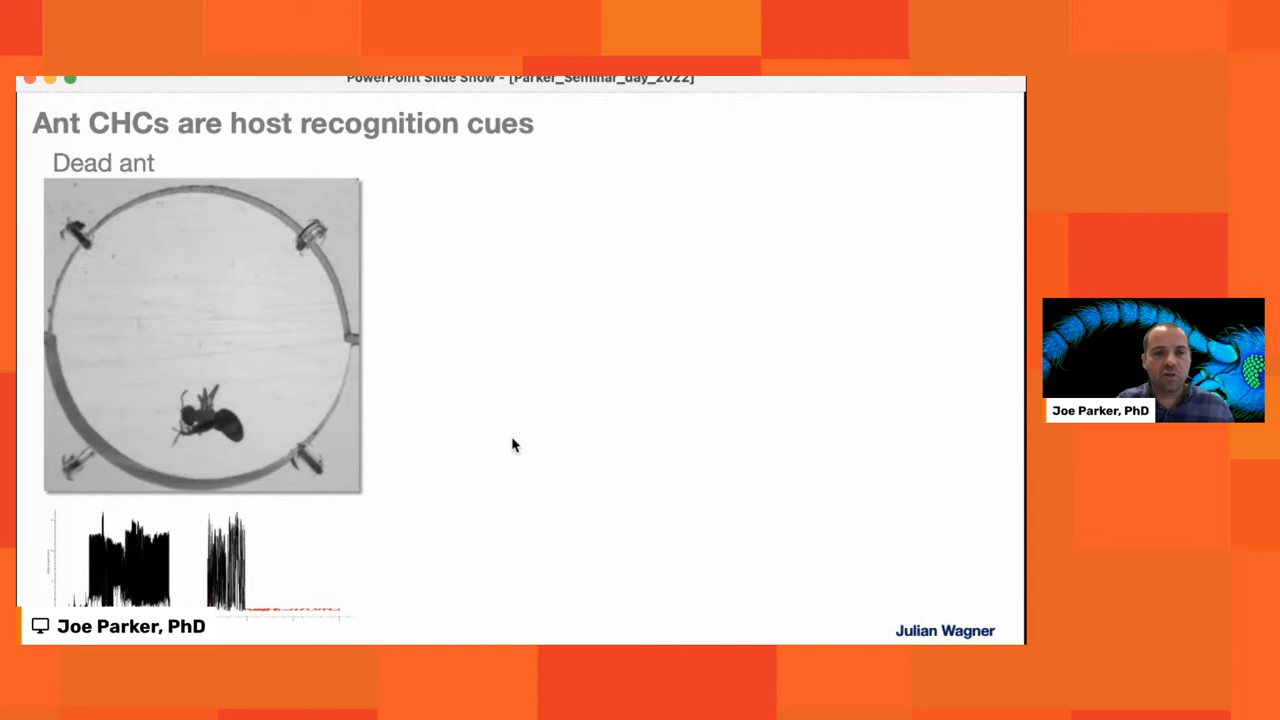 PowerPoint Slide Show - [Parker_Seminar_day_2022]
Ant CHCs are host recognition cues
Dead ant
Joe Parker, PhD
Joe Parker, PhD
Julian Wagner